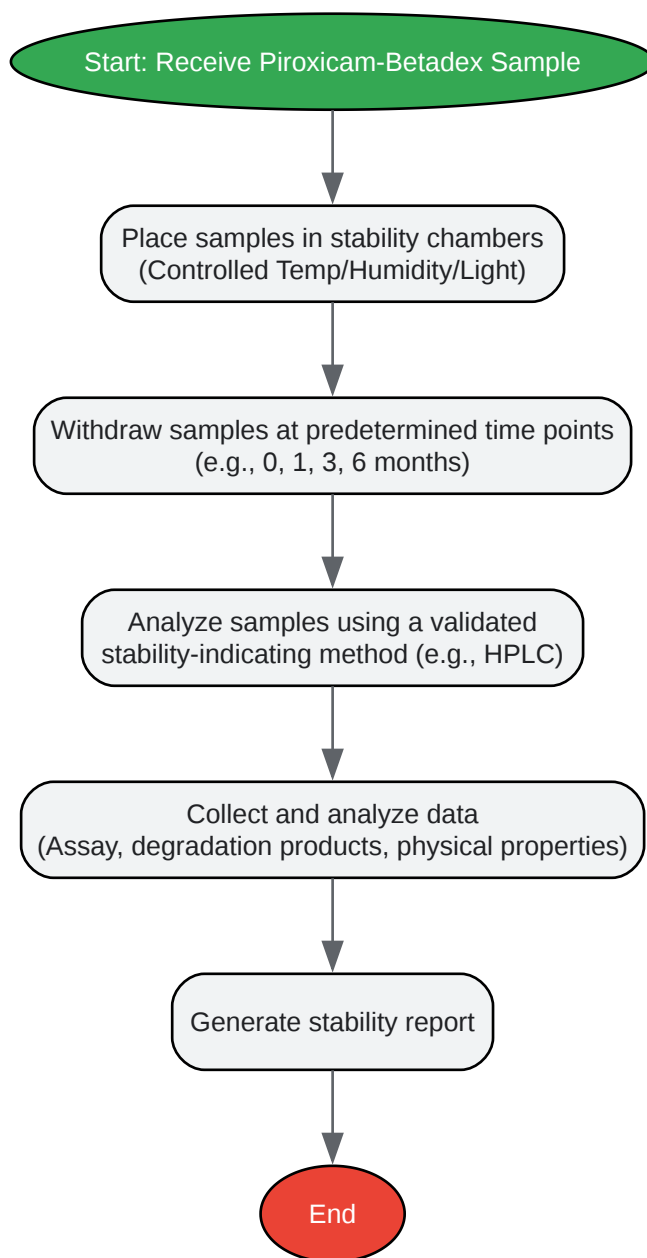 Start: Receive Piroxicam-Betadex Sample
Place samples in stability chambers
(Controlled Temp/Humidity/Light)
Withdraw samples at predetermined time points
(e.g., 0, 1, 3, 6 months)
Analyze samples using a validated
stability-indicating method (e.g., HPLC)
Collect and analyze data
(Assay, degradation products, physical properties)
Generate stability report
End